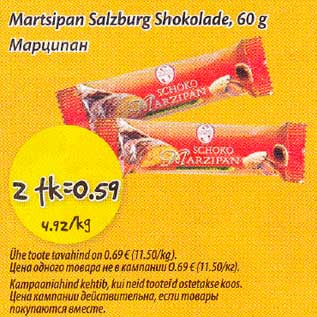 Martsipan Salzburg Shokolade, 60 g
Марципан
SCHOKO
MARZIPAN
SCHOKO
MARZIPAN
2 tk=0.59
4.92/kg
Ühe toote tavahind on 0.69 € (11.50/kg).
Цена одного товара не в кампании 0.69 € (11.50/кг).
Kampaaniahind kehtib, kui neid tooteid ostetakse koos.
Цена кампании действительна, если товары
покупаются вместе.